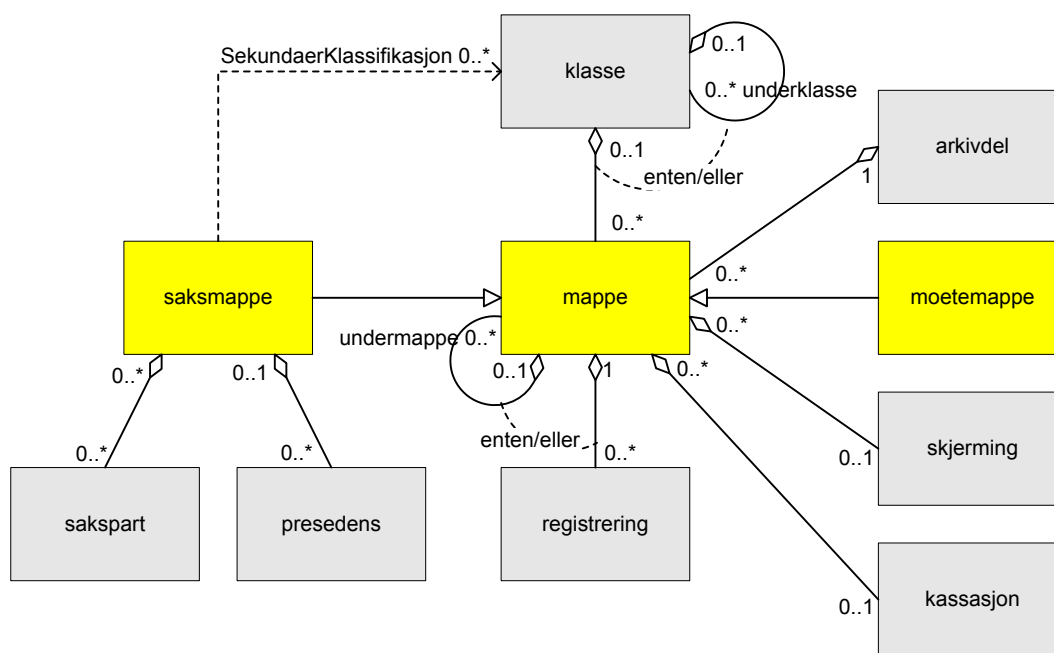 SekundaerKlassifikasjon 0..*
klasse
0..1
0..* underklasse
0..1
enten/eller
0..*
arkivdel
1
0..*
saksmappe
mappe
moetemappe
undermappe 0..*
0..1
1
0..*
0..*
0..*
0..1
enten/eller
0..*
0..*
0..*
0..1
skjerming
sakspart
presedens
registrering
0..1
kassasjon